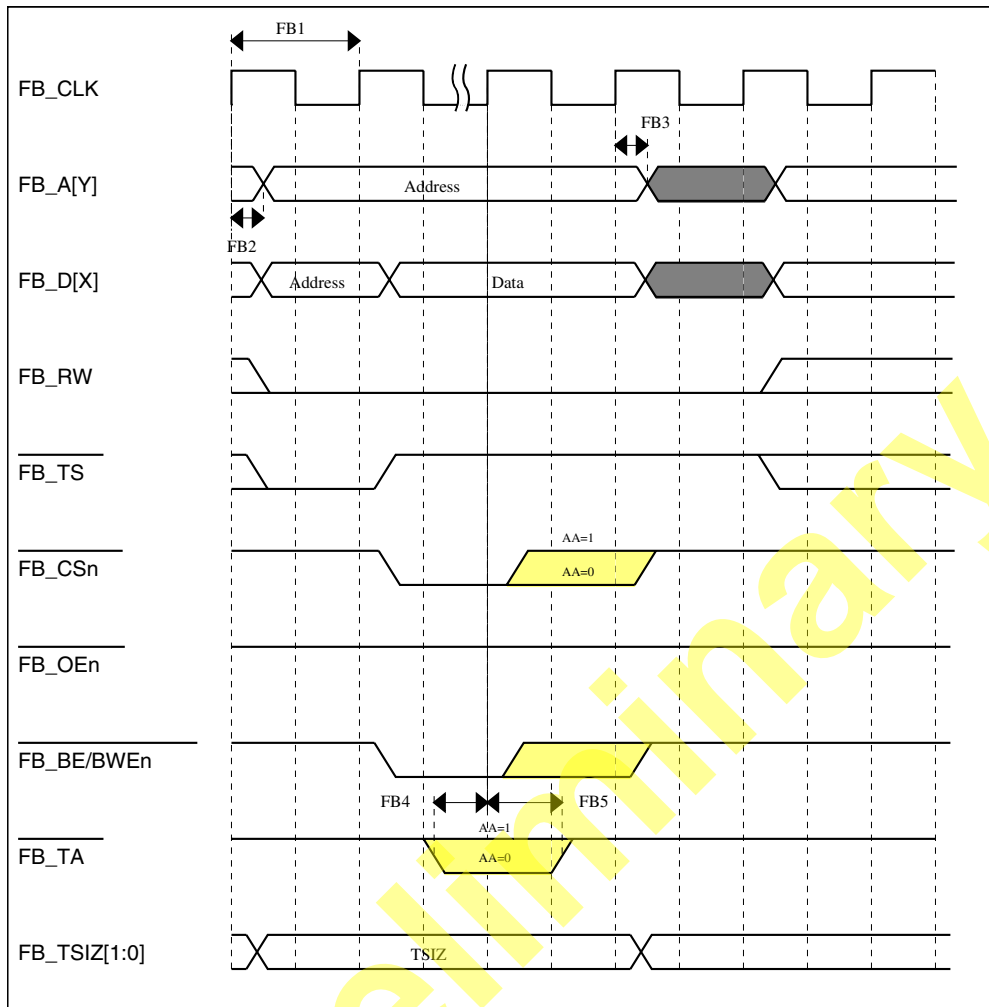 FB1
FB_CLK
FB3
FB_A[Y]
Address
FB2
FB_D[X]
Address
Data
FB_RW
FB_TS
AA=1
FB_CSn
AA=0
FB_OEn
FB_BE/BWEn
FB4
FB5
AA=1
FB_TA
AA=0
FB_TSIZ[1:0]
TSIZ
eliminary